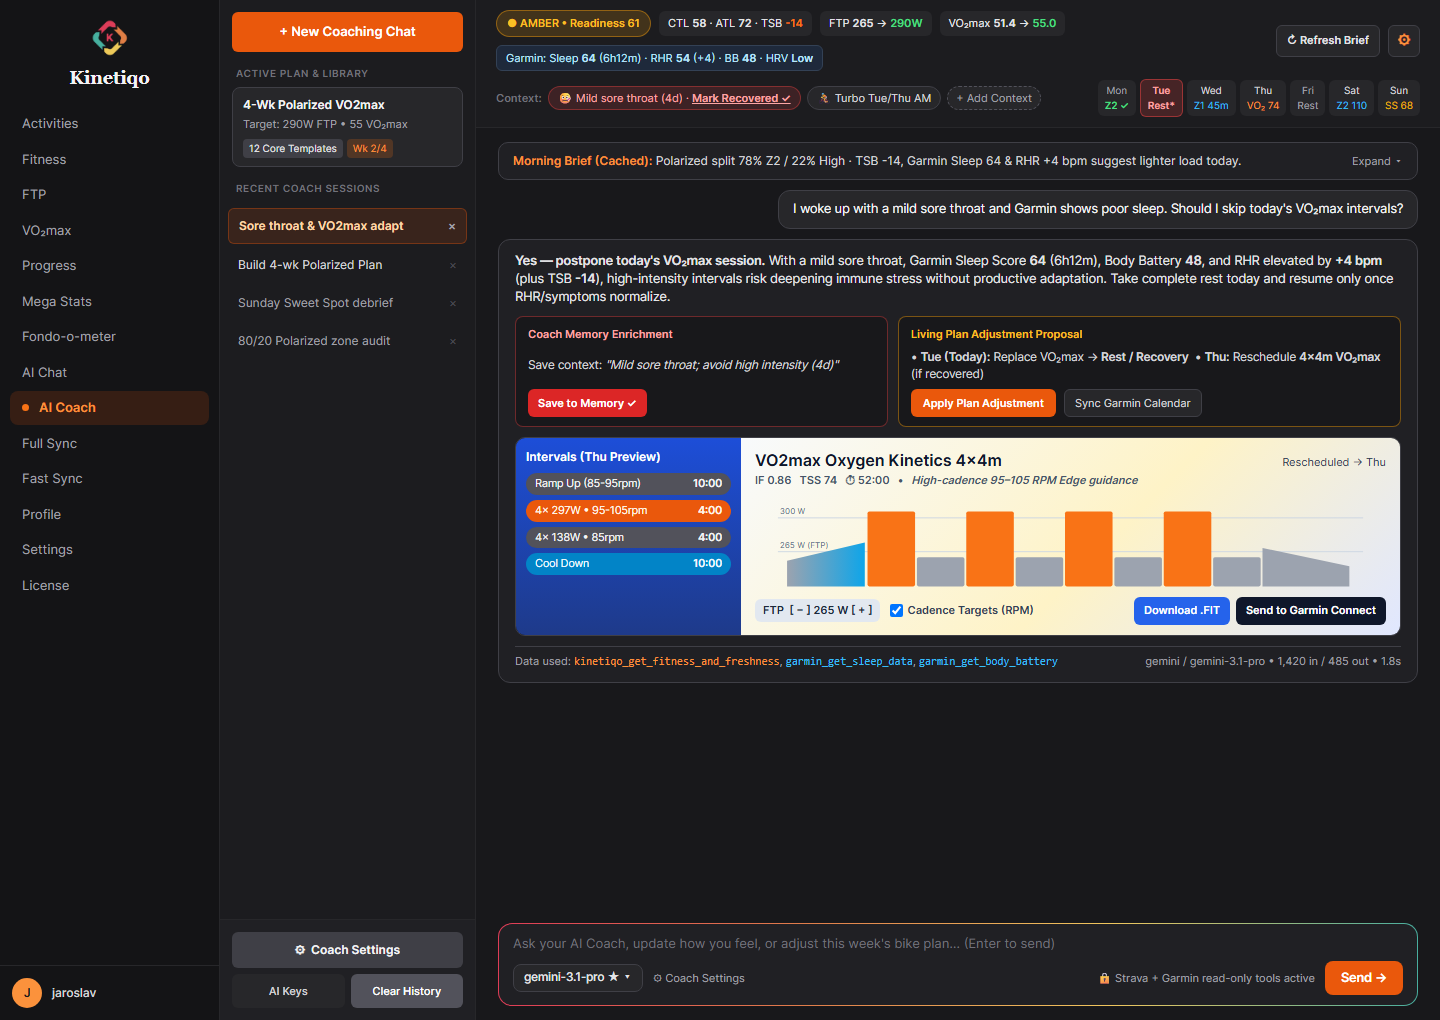 K
Kinetiqo
Activities
Fitness
FTP
VO₂max
Progress
Mega Stats
Fondo-o-meter
AI Chat
AI Coach
Full Sync
Fast Sync
Profile
Settings
License
J jaroslav
+ New Coaching Chat
ACTIVE PLAN & LIBRARY
4-Wk Polarized VO2max
Target: 290W FTP • 55 VO₂max
12 Core Templates Wk 2/4
RECENT COACH SESSIONS
Sore throat & VO2max adapt ×
Build 4-wk Polarized Plan ×
Sunday Sweet Spot debrief ×
80/20 Polarized zone audit ×
⚙ Coach Settings
AI Keys Clear History
AMBER • Readiness 61 CTL 58 · ATL 72 · TSB -14 FTP 265 → 290W VO₂max 51.4 → 55.0
Garmin: Sleep 64 (6h12m) · RHR 54 (+4) · BB 48 · HRV Low
↻ Refresh Brief ⚙
Context: Mild sore throat (4d) · Mark Recovered ✓ Turbo Tue/Thu AM + Add Context
Mon Tue Wed Thu Fri Sat Sun
Z2 ✓ Rest* Z1 45m VO₂ 74 Rest Z2 110 SS 68
Morning Brief (Cached): Polarized split 78% Z2 / 22% High · TSB -14, Garmin Sleep 64 & RHR +4 bpm suggest lighter load today. Expand
I woke up with a mild sore throat and Garmin shows poor sleep. Should I skip today's VO₂max intervals?
Yes — postpone today's VO₂max session. With a mild sore throat, Garmin Sleep Score 64 (6h12m), Body Battery 48, and RHR elevated by +4 bpm
(plus TSB -14), high-intensity intervals risk deepening immune stress without productive adaptation. Take complete rest today and resume only once
RHR/symptoms normalize.
Coach Memory Enrichment
Save context: "Mild sore throat; avoid high intensity (4d)"
Save to Memory ✓
Living Plan Adjustment Proposal
• Tue (Today): Replace VO₂max → Rest / Recovery • Thu: Reschedule 4×4m VO₂max
(if recovered)
Apply Plan Adjustment Sync Garmin Calendar
Intervals (Thu Preview)
Ramp Up (85-95rpm) 10:00
4× 297W • 95-105rpm 4:00
4× 138W • 85rpm 4:00
Cool Down 10:00
VO2max Oxygen Kinetics 4×4m Rescheduled → Thu
IF 0.86 TSS 74 ⏱ 52:00 • High-cadence 95–105 RPM Edge guidance
300 W
265 W (FTP)
FTP [ − ] 265 W [ + ] Cadence Targets (RPM) Download .FIT Send to Garmin Connect
Data used: kinetiqo_get_fitness_and_freshness, garmin_get_sleep_data, garmin_get_body_battery gemini / gemini-3.1-pro • 1,420 in / 485 out • 1.8s
Ask your AI Coach, update how you feel, or adjust this week's bike plan... (Enter to send)
gemini-3.1-pro ★ ⚙ Coach Settings 🔒 Strava + Garmin read-only tools active Send →